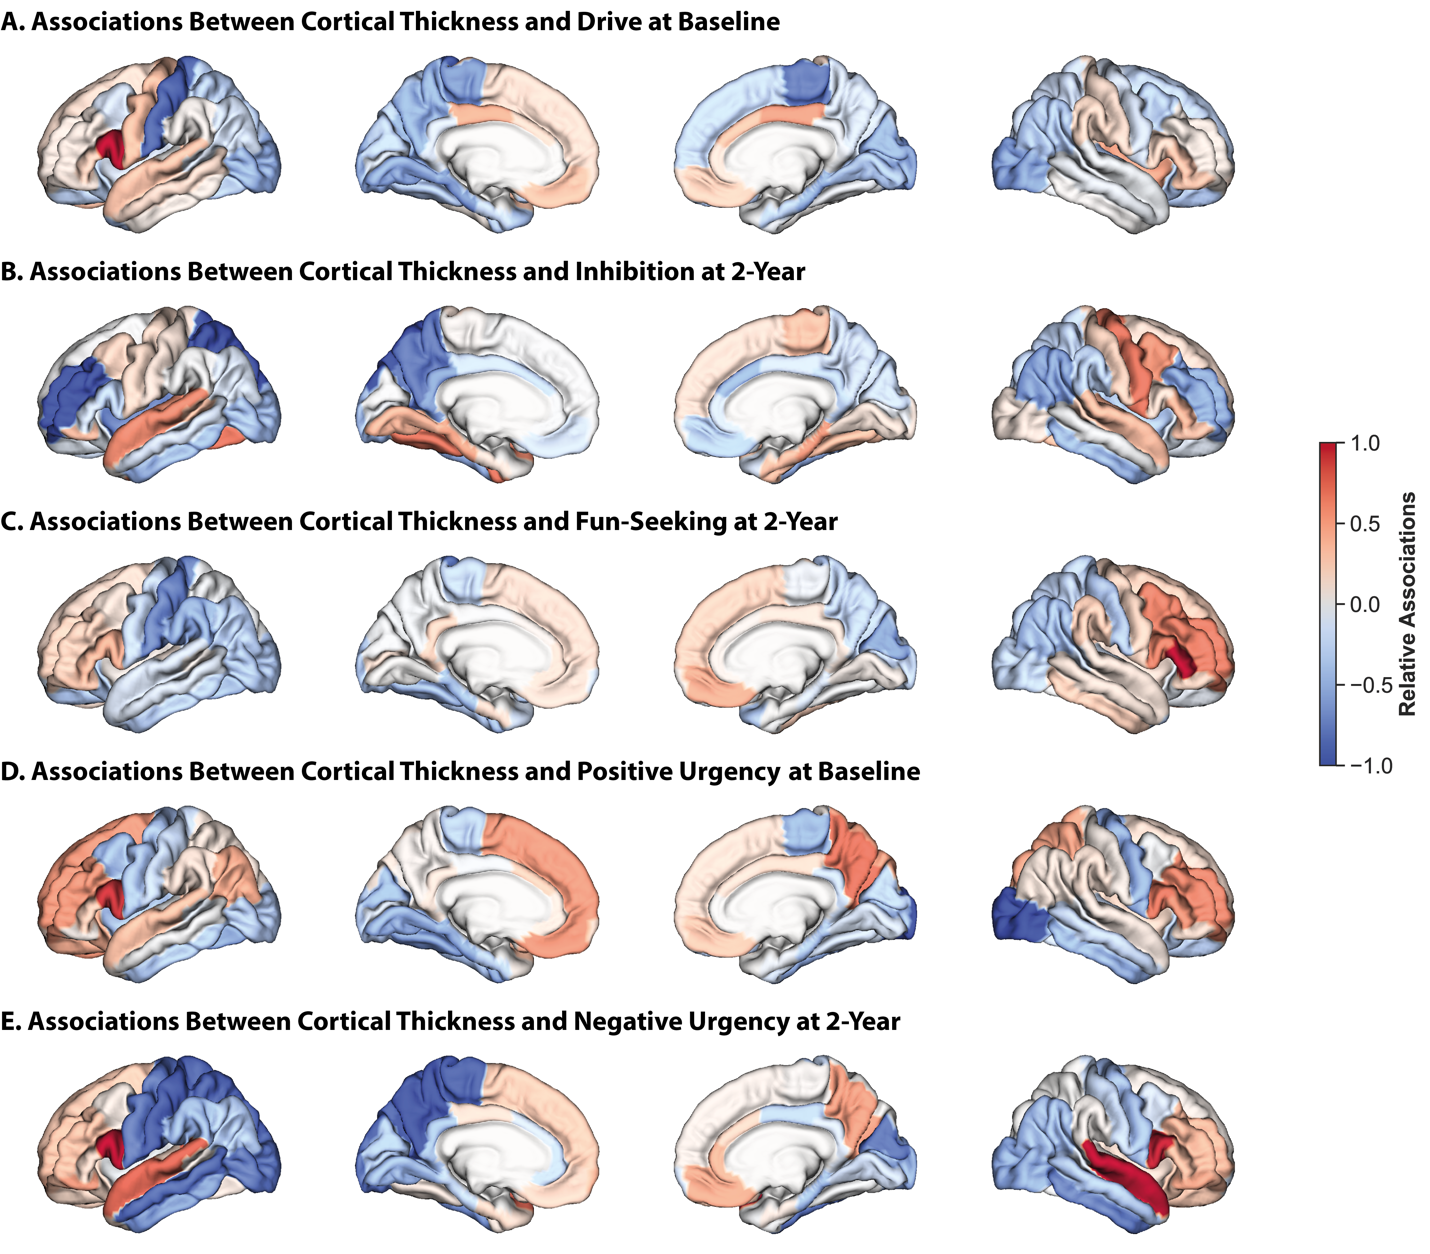 A. Associations Between Cortical Thickness and Drive at Baseline
B. Associations Between Cortical Thickness and Inhibition at 2-Year
C. Associations Between Cortical Thickness and Fun-Seeking at 2-Year
1.0
0.5
0.0
−0.5
−1.0
Relative Associations
D. Associations Between Cortical Thickness and Positive Urgency at Baseline
E. Associations Between Cortical Thickness and Negative Urgency at 2-Year